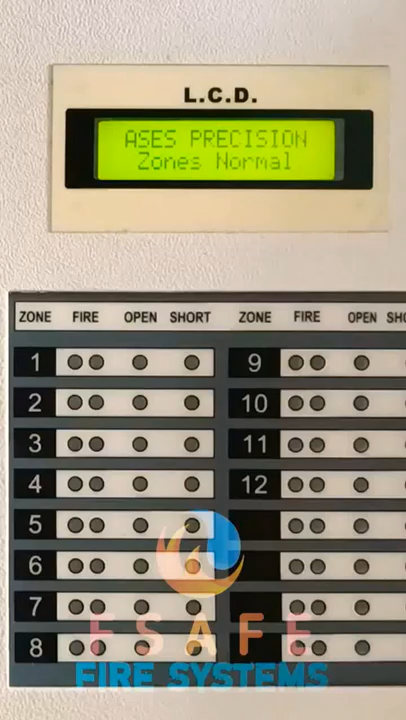 L.C.D.
ASES PRECISION
Zones Normal
ZONE FIRE OPEN SHORT ZONE FIRE OPEN SHO
1 9
2 10
3 11
4 12
5
6
7
8
FSAFE
FIRE SYSTEMS